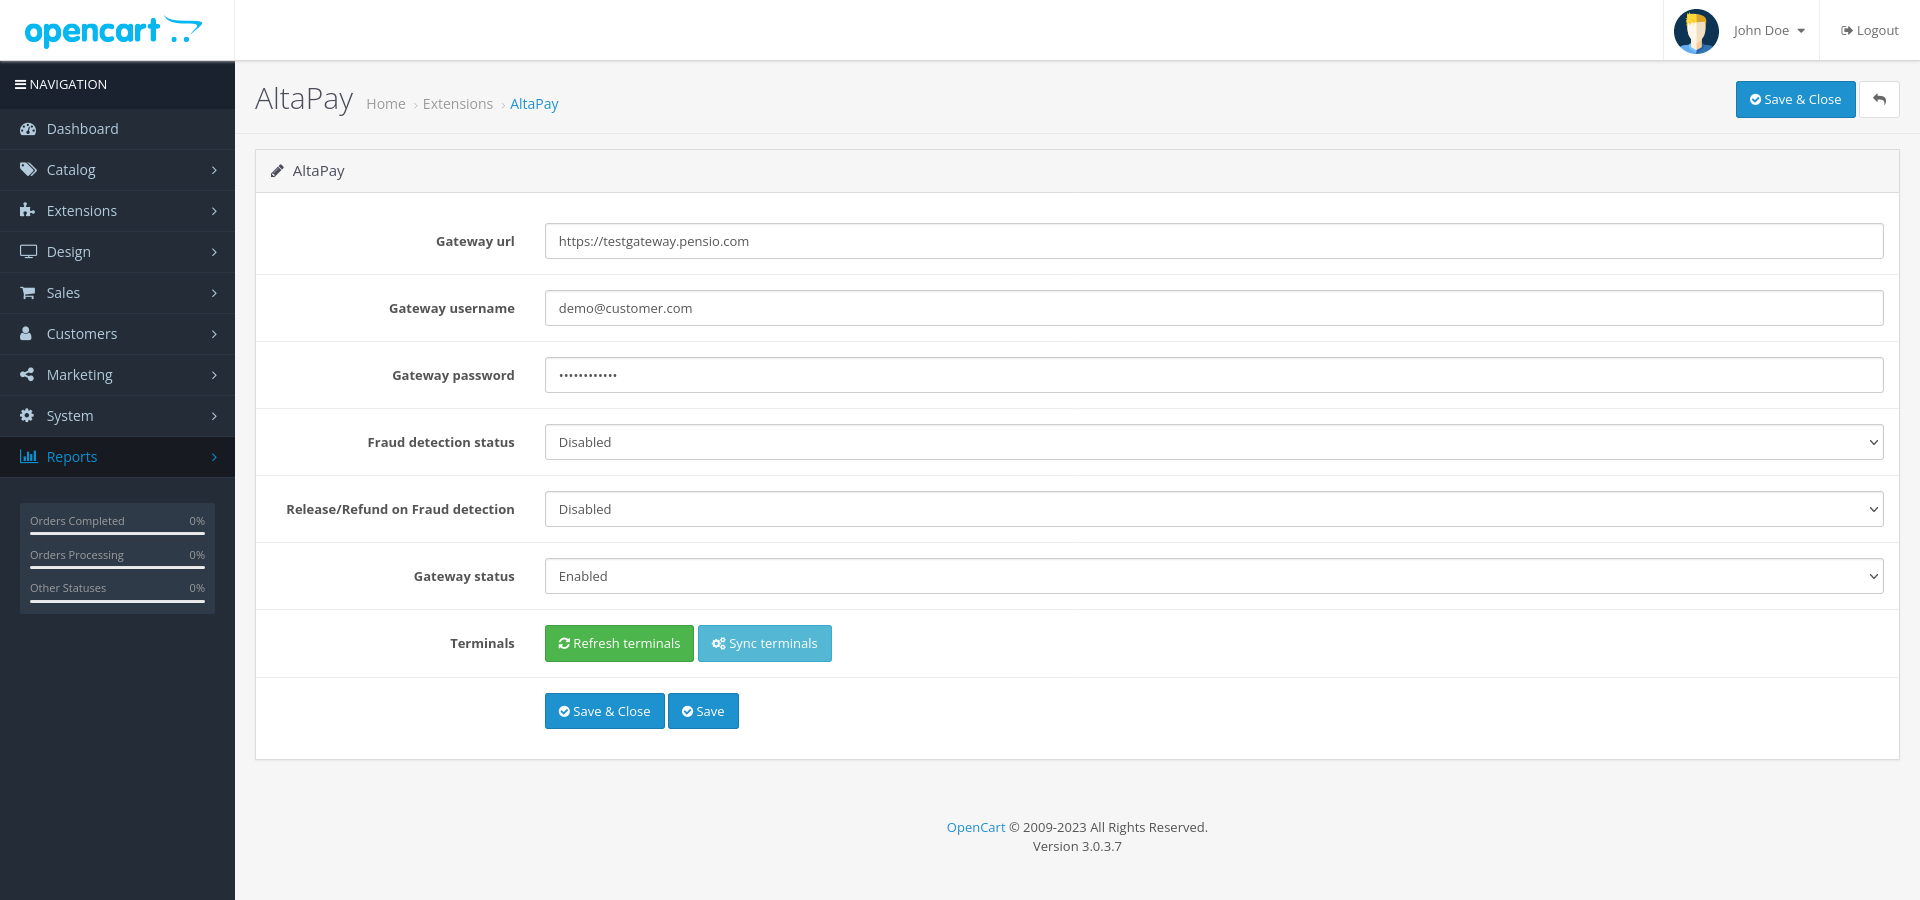 opencart
John Doe
Logout
NAVIGATION
Dashboard
Catalog
Extensions
Design
Sales
Customers
Marketing
System
Reports
Orders Completed 0%
Orders Processing 0%
Other Statuses 0%
AltaPay
Home › Extensions › AltaPay
Save & Close
AltaPay
Gateway url
https://testgateway.pensio.com
Gateway username
demo@customer.com
Gateway password
••••••••••••
Fraud detection status
Disabled
Release/Refund on Fraud detection
Disabled
Gateway status
Enabled
Terminals
Refresh terminals
Sync terminals
Save & Close
Save
OpenCart © 2009-2023 All Rights Reserved.
Version 3.0.3.7